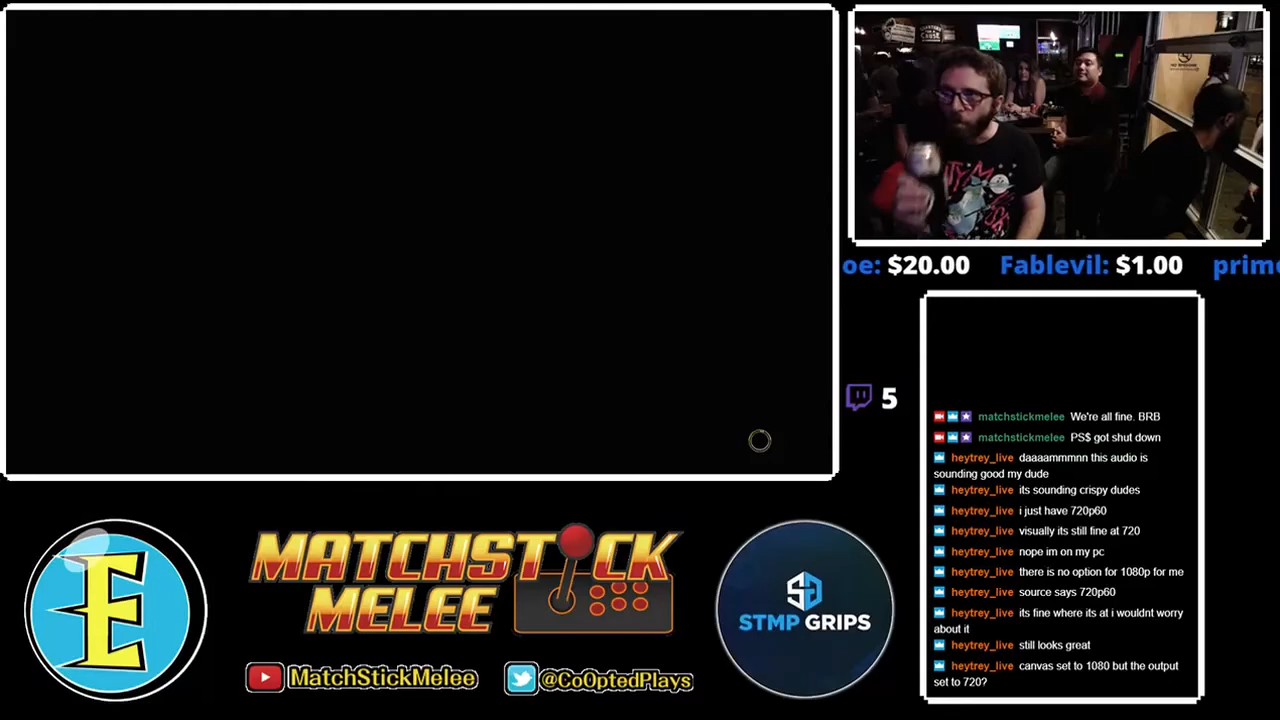 oe: $20.00 Fablevil: $1.00 prim
5
matchstickmelee We're all fine. BRB
matchstickmelee PS$ got shut down
heytrey_live daaaammmnn this audio is
sounding good my dude
heytrey_live its sounding crispy dudes
heytrey_live i just have 720p60
heytrey_live visually its still fine at 720
heytrey_live nope im on my pc
heytrey_live there is no option for 1080p for me
heytrey_live source says 720p60
heytrey_live its fine where its at i wouldnt worry
about it
heytrey_live still looks great
heytrey_live canvas set to 1080 but the output
set to 720?
E
MATCHSTICK
MELEE
STMP GRIPS
MatchStickMelee
@CoOptedPlays